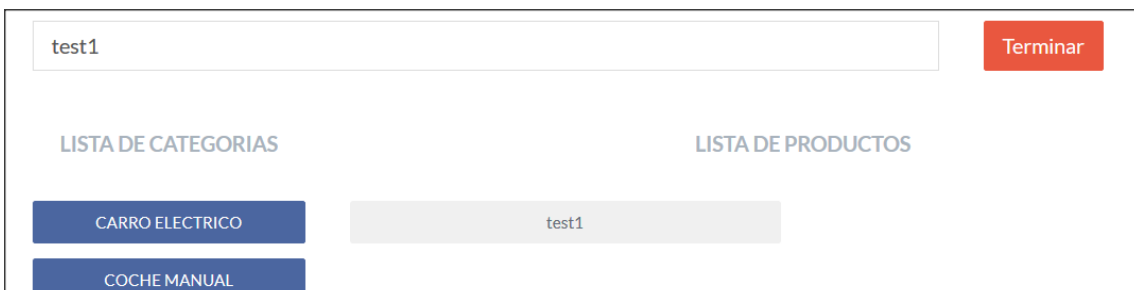 test1
Terminar
LISTA DE CATEGORIAS
LISTA DE PRODUCTOS
CARRO ELECTRICO
test1
COCHE MANUAL